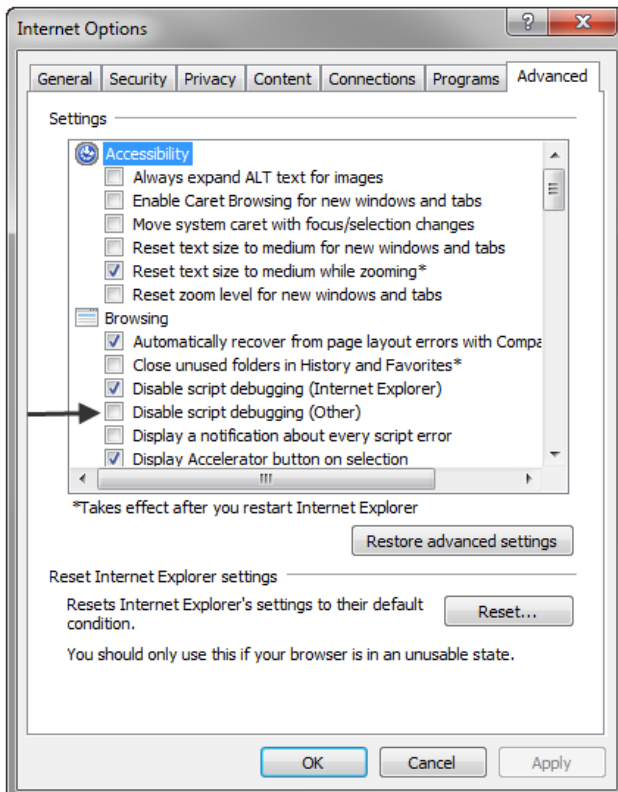 Internet Options
General Security Privacy Content Connections Programs Advanced
Settings
Accessibility
Always expand ALT text for images
Enable Caret Browsing for new windows and tabs
Move system caret with focus/selection changes
Reset text size to medium for new windows and tabs
Reset text size to medium while zooming*
Reset zoom level for new windows and tabs
Browsing
Automatically recover from page layout errors with Compa
Close unused folders in History and Favorites*
Disable script debugging (Internet Explorer)
Disable script debugging (Other)
Display a notification about every script error
Display Accelerator button on selection
*Takes effect after you restart Internet Explorer
Restore advanced settings
Reset Internet Explorer settings
Resets Internet Explorer's settings to their default
condition.
Reset...
You should only use this if your browser is in an unusable state.
OK Cancel Apply